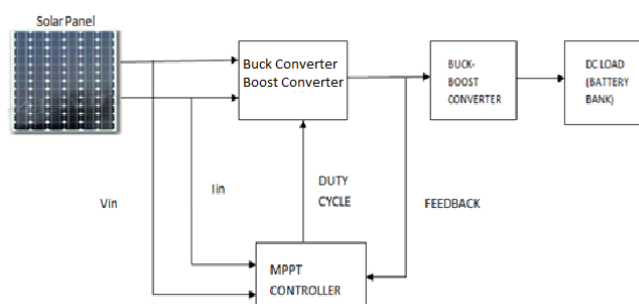 Solar Panel
Buck Converter
Boost Converter
BUCK-
BOOST
CONVERTER
DC LOAD
(BATTERY
BANK)
Vin
Iin
DUTY
CYCLE
FEEDBACK
MPPT
CONTROLLER